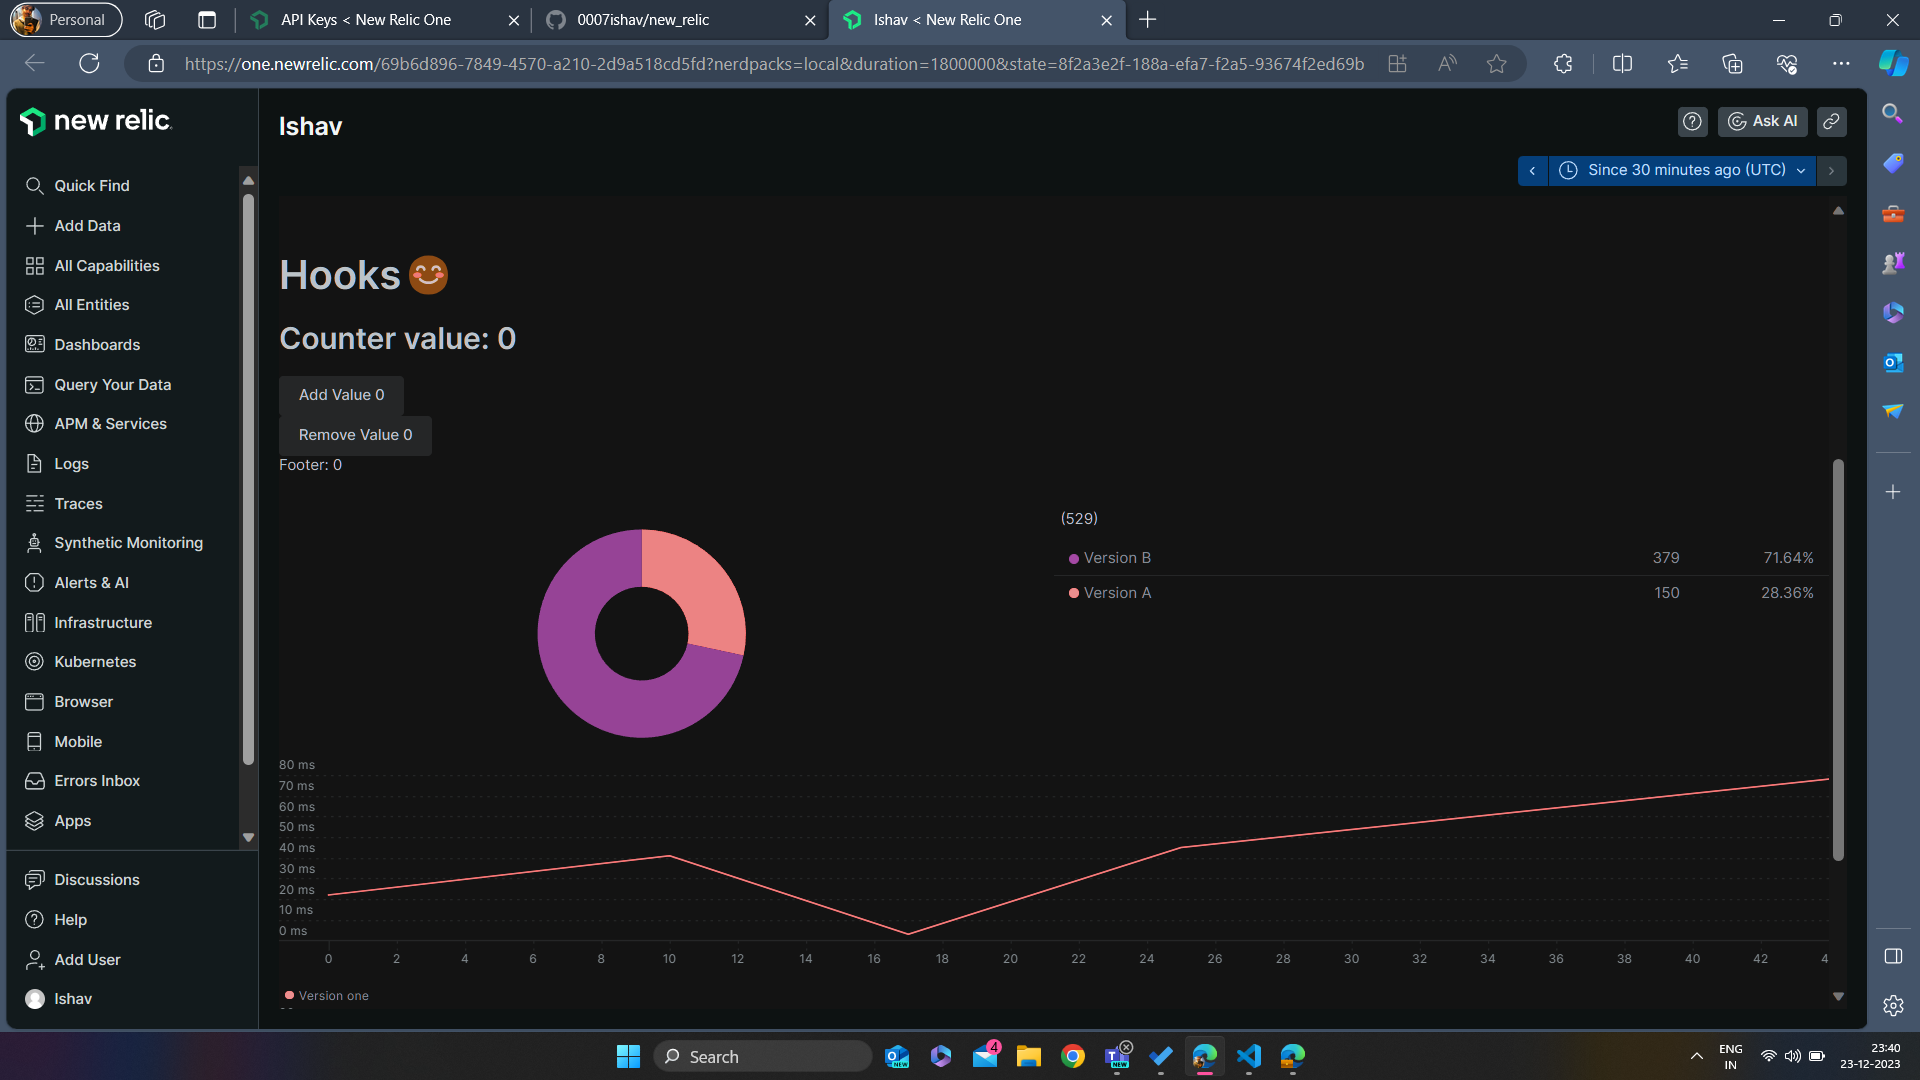 Personal
API Keys < New Relic One
0007ishav/new_relic
Ishav < New Relic One
https://one.newrelic.com/69b6d896-7849-4570-a210-2d9a518cd5fd?nerdpacks=local&duration=1800000&state=8f2a3e2f-188a-efa7-f2a5-93674f2ed69b
new relic
Ishav
Ask AI
Since 30 minutes ago (UTC)
Quick Find
Add Data
All Capabilities
All Entities
Dashboards
Query Your Data
APM & Services
Logs
Traces
Synthetic Monitoring
Alerts & AI
Infrastructure
Kubernetes
Browser
Mobile
Errors Inbox
Apps
Discussions
Help
Add User
Ishav
Hooks 😊
Counter value: 0
Add Value 0
Remove Value 0
Footer: 0
(529)
Version B 379 71.64%
Version A 150 28.36%
80 ms
70 ms
60 ms
50 ms
40 ms
30 ms
20 ms
10 ms
0 ms
0 2 4 6 8 10 12 14 16 18 20 22 24 26 28 30 32 34 36 38 40 42 4
Version one
Search
NEW
4
NEW
ENG
IN
23:40
23-12-2023